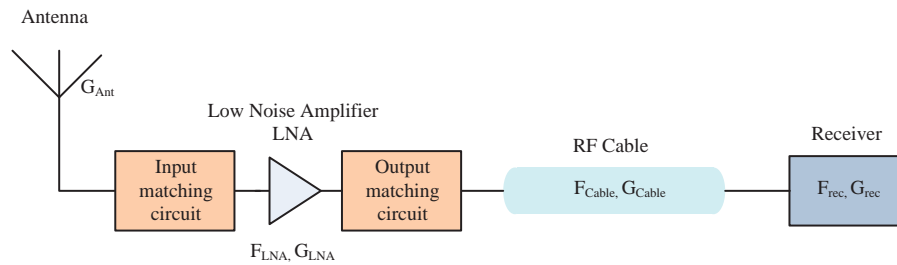 Antenna
G_Ant
Low Noise Amplifier
LNA
Input
matching
circuit
F_LNA, G_LNA
Output
matching
circuit
RF Cable
F_Cable, G_Cable
Receiver
F_rec, G_rec